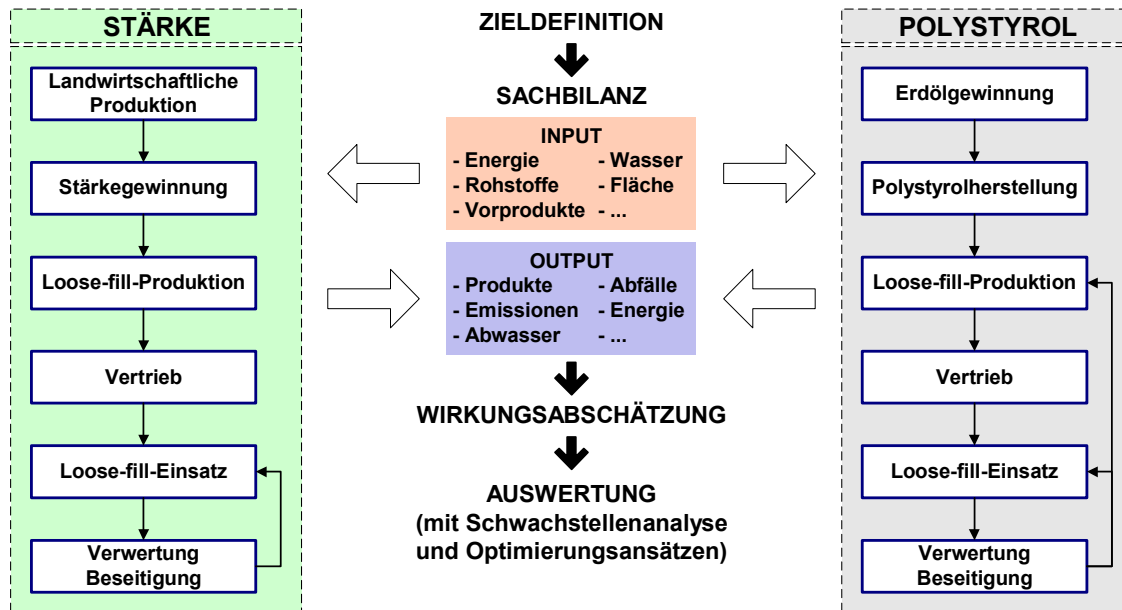 STÄRKE
Landwirtschaftliche
Produktion
Stärkegewinnung
Loose-fill-Produktion
Vertrieb
Loose-fill-Einsatz
Verwertung
Beseitigung
ZIELDEFINITION
SACHBILANZ
INPUT
- Energie - Wasser
- Rohstoffe - Fläche
- Vorprodukte - ...
OUTPUT
- Produkte - Abfälle
- Emissionen - Energie
- Abwasser - ...
WIRKUNGSABSCHÄTZUNG
AUSWERTUNG
(mit Schwachstellenanalyse
und Optimierungsansätzen)
POLYSTYROL
Erdölgewinnung
Polystyrolherstellung
Loose-fill-Produktion
Vertrieb
Loose-fill-Einsatz
Verwertung
Beseitigung